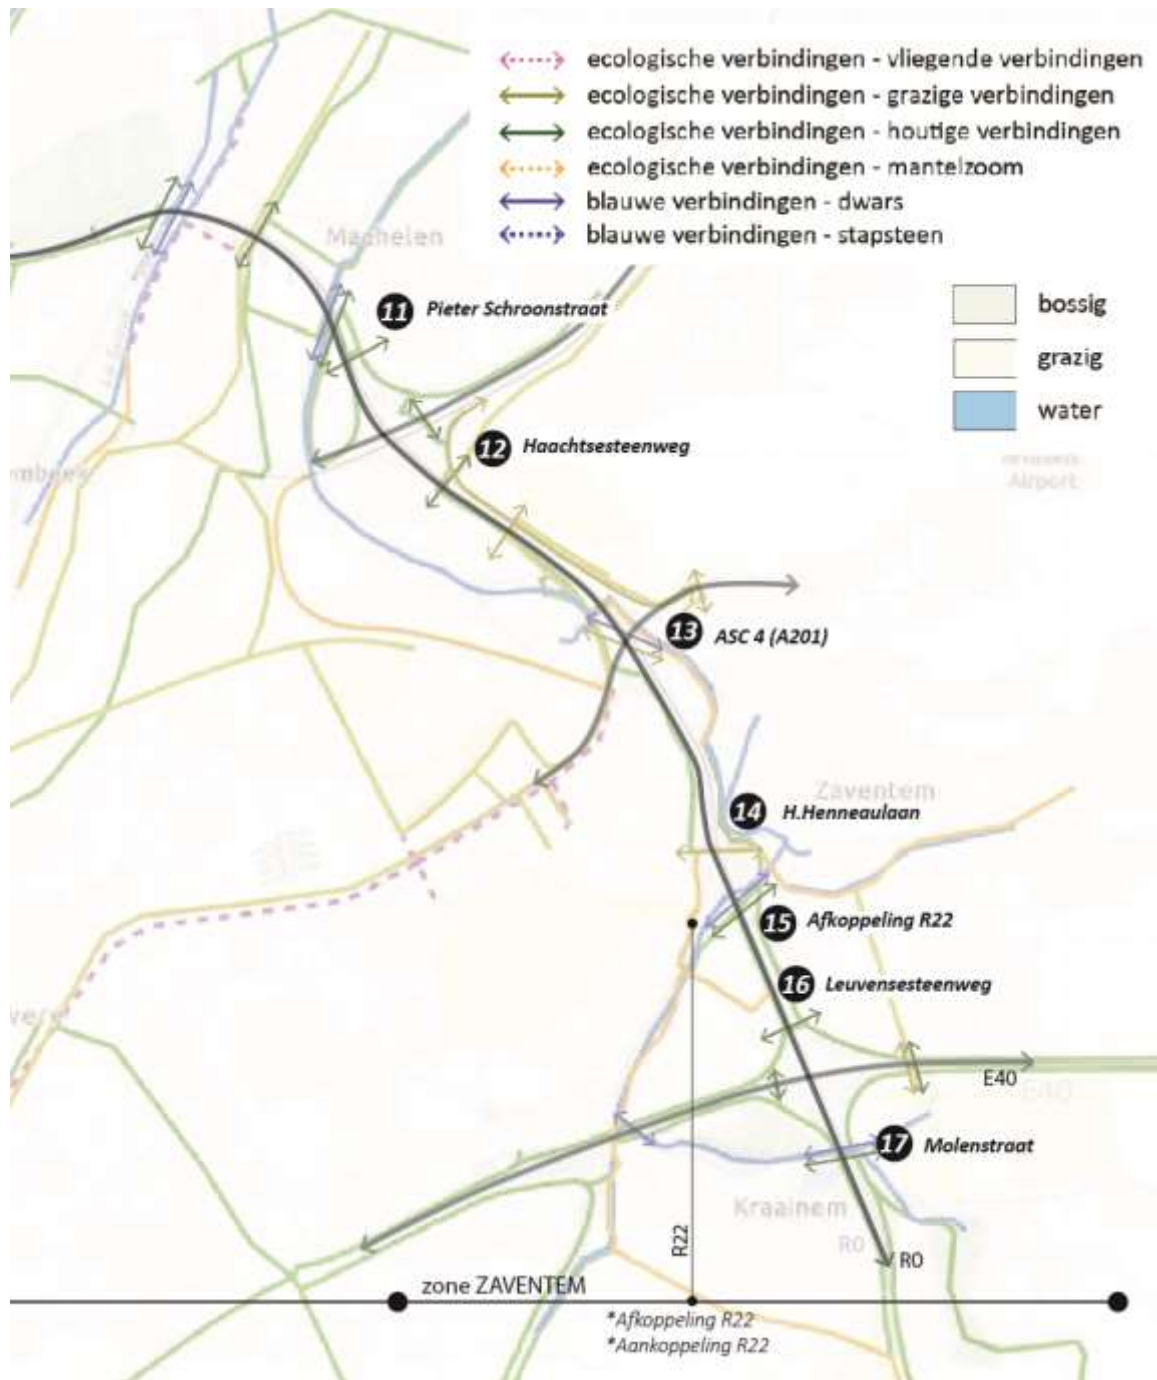 ecologische verbindingen - vliegende verbindingen
ecologische verbindingen - grazige verbindingen
ecologische verbindingen - houtige verbindingen
ecologische verbindingen - mantelzoom
blauwe verbindingen - dwars
blauwe verbindingen - stapsteen
Machelen
bossig
11 Pieter Schroonstraat
grazig
water
12 Haachtsesteenweg
Airport
13 ASC 4 (A201)
Zaventem
14 H.Henneaulaan
15 Afkoppeling R22
16 Leuvensesteenweg
E40
E40
17 Molenstraat
Kraainem
R22
R0
R0
zone ZAVENTEM
*Afkoppeling R22
*Aankoppeling R22